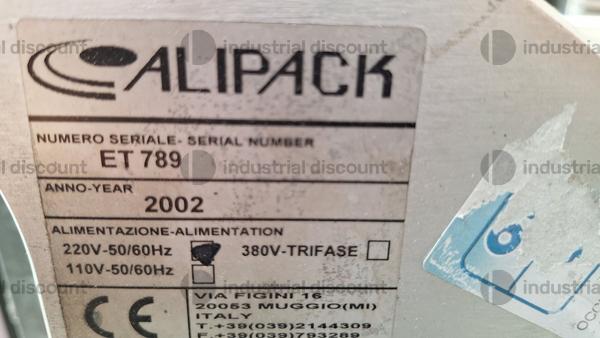 ALIPACK
NUMERO SERIALE- SERIAL NUMBER
ET 789
ANNO-YEAR
2002
ALIMENTAZIONE-ALIMENTATION
220V-50/60Hz 380V-TRIFASE
110V-50/60Hz
CE
VIA FIGINI 16
20053 MUGGIO(MI)
ITALY
T.+39(039)2144309
F.+39(039)793289
industrial discount
industrial discount
industrial discount
industrial discount
industrial discount
industrial discount